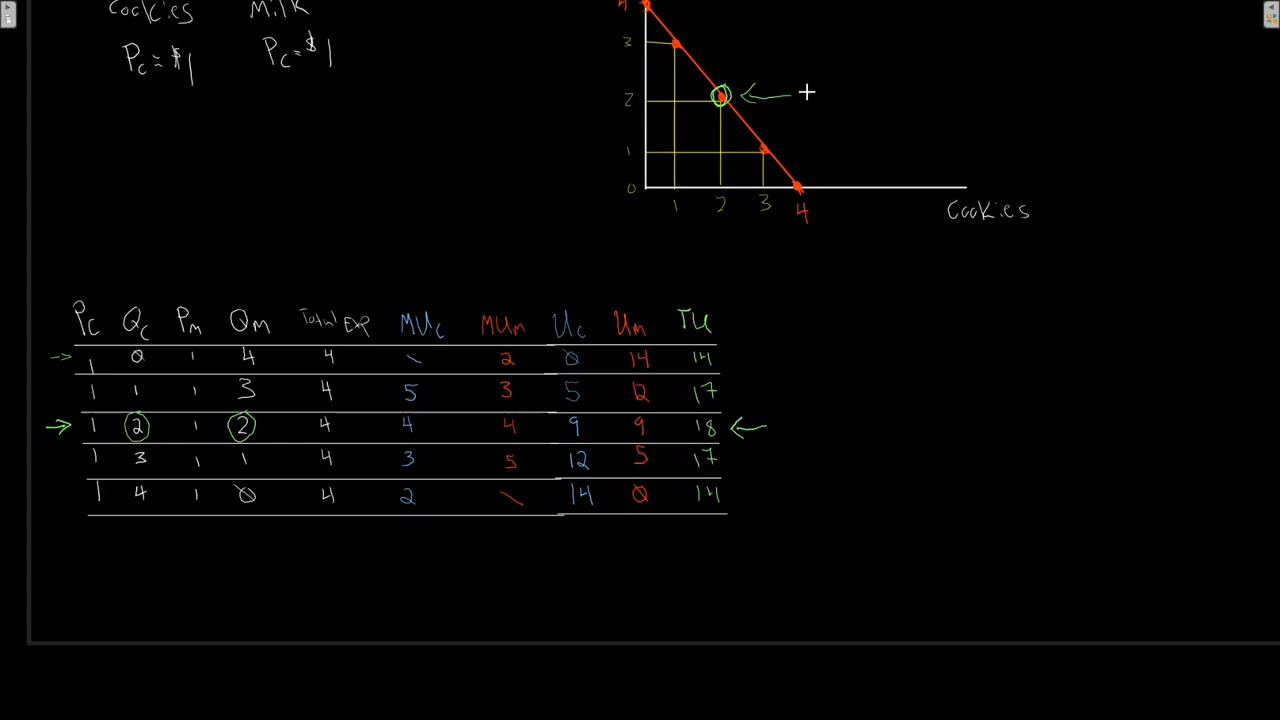 Cookies Milk
Pc = $1 Pc = $1
4
3
2
1
0
1 2 3 4
Cookies
Pc Qc Pm Qm Total Exp MUc MUm Uc Um TU
1 0 1 4 4 \ 2 0 14 14
1 1 1 3 4 5 3 5 12 17
1 2 1 2 4 4 4 9 9 18
1 3 1 1 4 3 5 12 5 17
1 4 1 0 4 2 \ 14 0 14